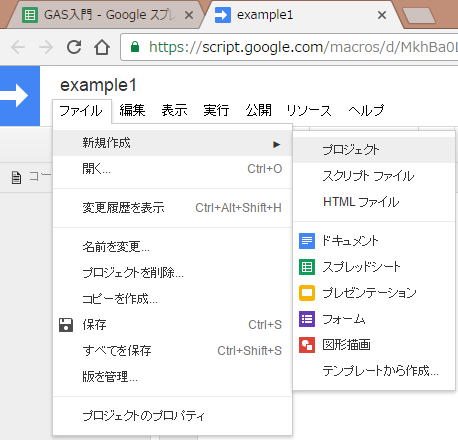 GAS入門 - Google スプレ
example1
https://script.google.com/macros/d/MkhBa0L
example1
ファイル 編集 表示 実行 公開 リソース ヘルプ
新規作成
開く... Ctrl+O
変更履歴を表示 Ctrl+Alt+Shift+H
名前を変更...
プロジェクトを削除...
コピーを作成...
保存 Ctrl+S
すべてを保存 Ctrl+Shift+S
版を管理...
プロジェクトのプロパティ
プロジェクト
スクリプト ファイル
HTML ファイル
ドキュメント
スプレッドシート
プレゼンテーション
フォーム
図形描画
テンプレートから作成...
コー